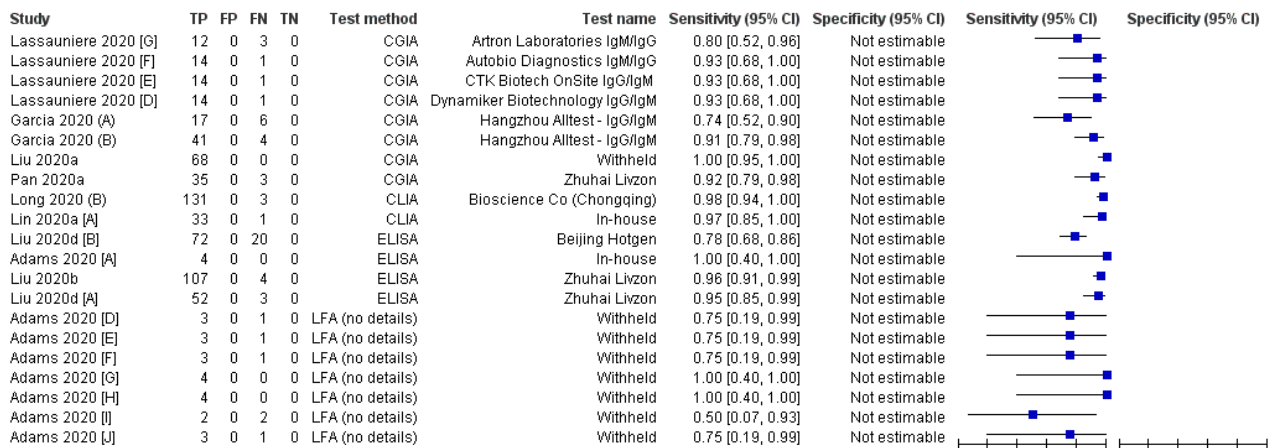 Study TP FP FN TN Test method Test name Sensitivity (95% CI) Specificity (95% CI) Sensitivity (95% CI) Specificity (95% CI)
Lassauniere 2020 [G] 12 0 3 0 CGIA Artron Laboratories IgM/IgG 0.80 [0.52, 0.96] Not estimable
Lassauniere 2020 [F] 14 0 1 0 CGIA Autobio Diagnostics IgM/IgG 0.93 [0.68, 1.00] Not estimable
Lassauniere 2020 [E] 14 0 1 0 CGIA CTK Biotech OnSite IgG/IgM 0.93 [0.68, 1.00] Not estimable
Lassauniere 2020 [D] 14 0 1 0 CGIA Dynamiker Biotechnology IgG/IgM 0.93 [0.68, 1.00] Not estimable
Garcia 2020 (A) 17 0 6 0 CGIA Hangzhou Alltest - IgG/IgM 0.74 [0.52, 0.90] Not estimable
Garcia 2020 (B) 41 0 4 0 CGIA Hangzhou Alltest - IgG/IgM 0.91 [0.79, 0.98] Not estimable
Liu 2020a 68 0 0 0 CGIA Withheld 1.00 [0.95, 1.00] Not estimable
Pan 2020a 35 0 3 0 CGIA Zhuhai Livzon 0.92 [0.79, 0.98] Not estimable
Long 2020 (B) 131 0 3 0 CLIA Bioscience Co (Chongqing) 0.98 [0.94, 1.00] Not estimable
Lin 2020a [A] 33 0 1 0 CLIA In-house 0.97 [0.85, 1.00] Not estimable
Liu 2020d [B] 72 0 20 0 ELISA Beijing Hotgen 0.78 [0.68, 0.86] Not estimable
Adams 2020 [A] 4 0 0 0 ELISA In-house 1.00 [0.40, 1.00] Not estimable
Liu 2020b 107 0 4 0 ELISA Zhuhai Livzon 0.96 [0.91, 0.99] Not estimable
Liu 2020d [A] 52 0 3 0 ELISA Zhuhai Livzon 0.95 [0.85, 0.99] Not estimable
Adams 2020 [D] 3 0 1 0 LFA (no details) Withheld 0.75 [0.19, 0.99] Not estimable
Adams 2020 [E] 3 0 1 0 LFA (no details) Withheld 0.75 [0.19, 0.99] Not estimable
Adams 2020 [F] 3 0 1 0 LFA (no details) Withheld 0.75 [0.19, 0.99] Not estimable
Adams 2020 [G] 4 0 0 0 LFA (no details) Withheld 1.00 [0.40, 1.00] Not estimable
Adams 2020 [H] 4 0 0 0 LFA (no details) Withheld 1.00 [0.40, 1.00] Not estimable
Adams 2020 [I] 2 0 2 0 LFA (no details) Withheld 0.50 [0.07, 0.93] Not estimable
Adams 2020 [J] 3 0 1 0 LFA (no details) Withheld 0.75 [0.19, 0.99] Not estimable